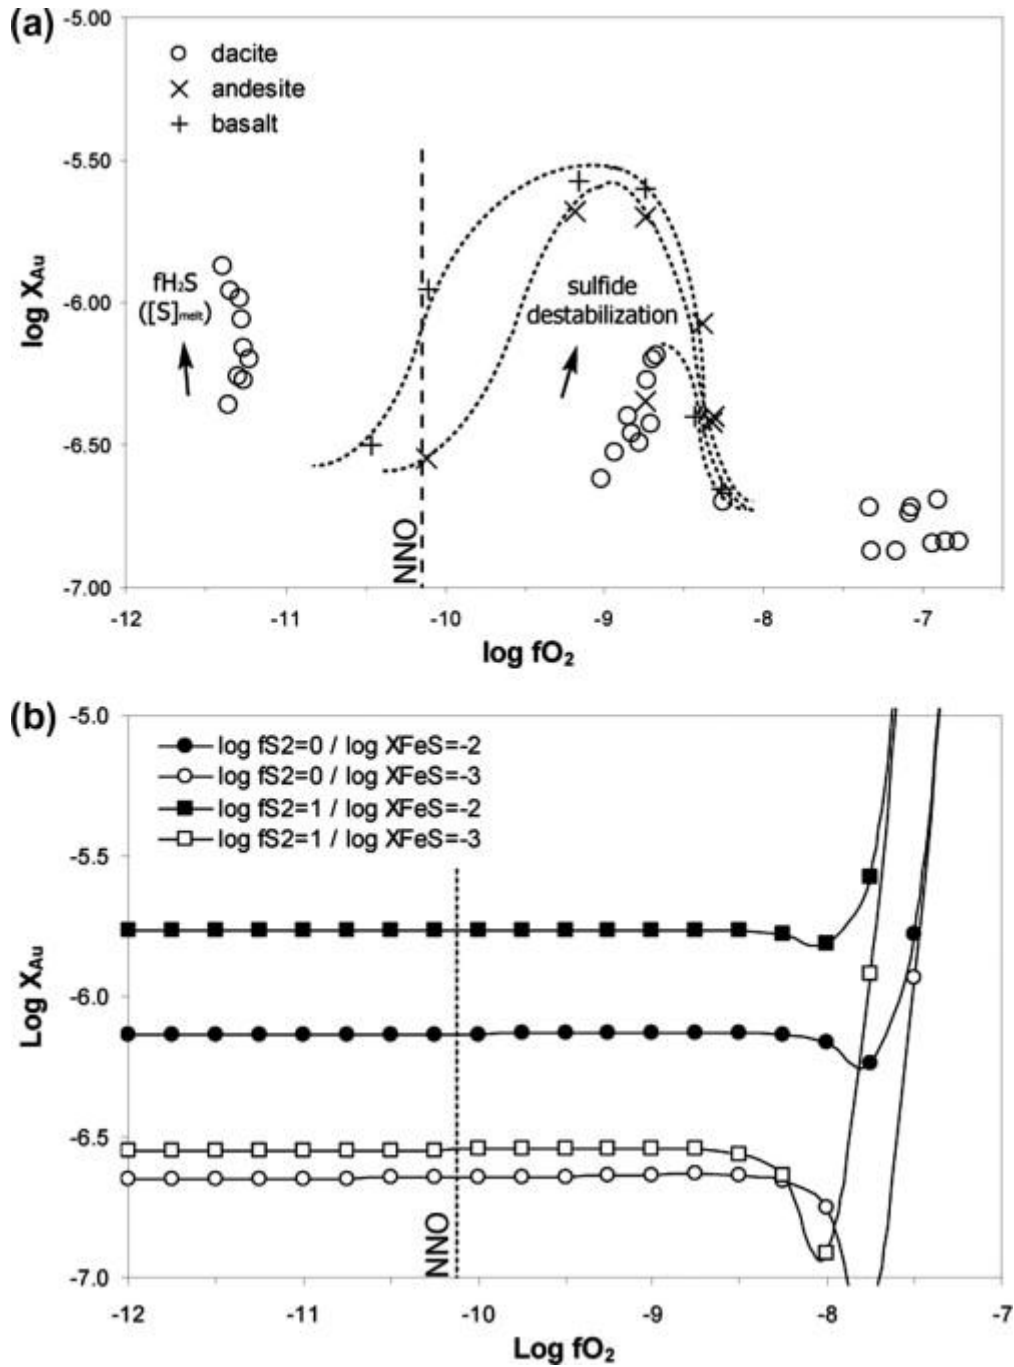 (a)
-5.00
dacite
andesite
basalt
-5.50
log X_Au
-6.00
fH₂S
([S]melt)
sulfide
destabilization
-6.50
NNO
-7.00
-12 -11 -10 -9 -8 -7
log fO₂
(b)
-5.0
log fS2=0 / log XFeS=-2
log fS2=0 / log XFeS=-3
log fS2=1 / log XFeS=-2
log fS2=1 / log XFeS=-3
-5.5
Log X_Au
-6.0
-6.5
NNO
-7.0
-12 -11 -10 -9 -8 -7
Log fO₂